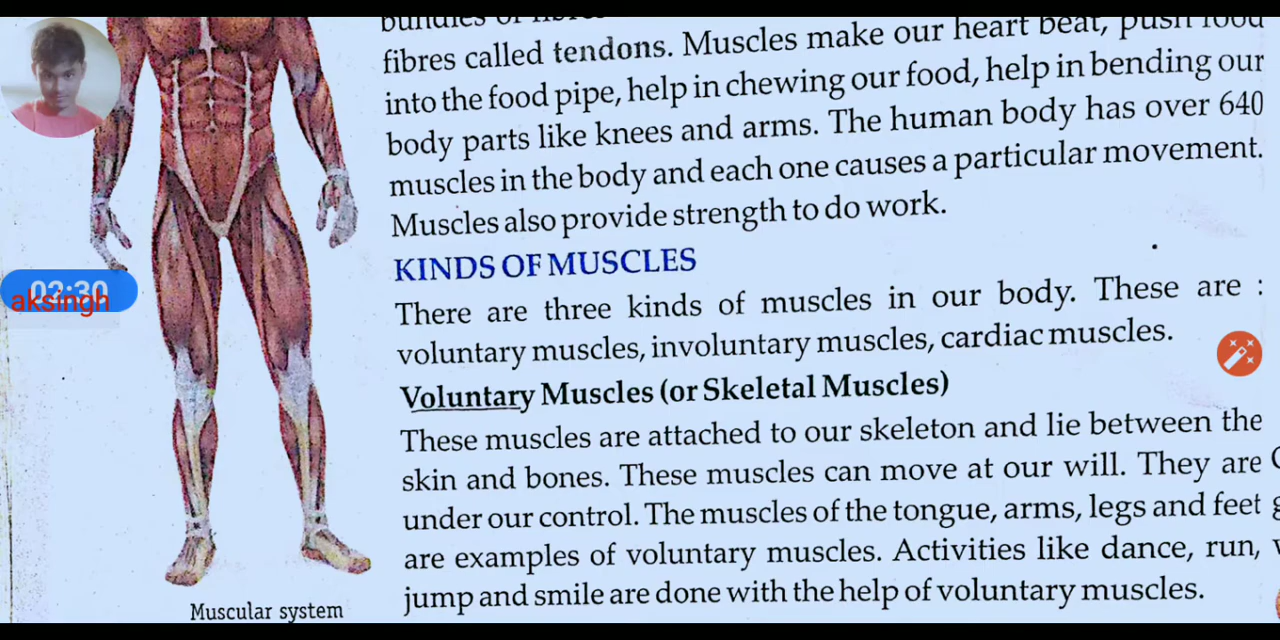 bundles of
fibres called tendons. Muscles make our heart beat, push food
into the food pipe, help in chewing our food, help in bending our
body parts like knees and arms. The human body has over 640
muscles in the body and each one causes a particular movement.
Muscles also provide strength to do work.
KINDS OF MUSCLES
There are three kinds of muscles in our body. These are :
voluntary muscles, involuntary muscles, cardiac muscles.
Voluntary Muscles (or Skeletal Muscles)
These muscles are attached to our skeleton and lie between the
skin and bones. These muscles can move at our will. They are
under our control. The muscles of the tongue, arms, legs and feet
are examples of voluntary muscles. Activities like dance, run,
jump and smile are done with the help of voluntary muscles.
02:30
aksingh
Muscular system